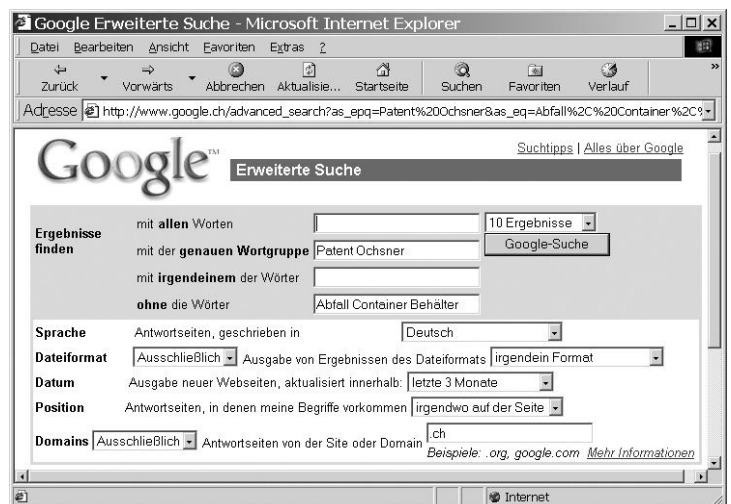 Google Erweiterte Suche - Microsoft Internet Explorer
Datei Bearbeiten Ansicht Favoriten Extras ?
Zurück Vorwärts Abbrechen Aktualisie... Startseite Suchen Favoriten Verlauf »
Adresse http://www.google.ch/advanced_search?as_epq=Patent%20Ochsner&as_eq=Abfall%2C%20Container%2C%
Google™
Suchtipps | Alles über Google
Erweiterte Suche
Ergebnisse finden
mit allen Worten 10 Ergebnisse
mit der genauen Wortgruppe Patent Ochsner Google-Suche
mit irgendeinem der Wörter
ohne die Wörter Abfall Container Behälter
Sprache Antwortseiten, geschrieben in Deutsch
Dateiformat Ausschließlich Ausgabe von Ergebnissen des Dateiformats irgendein Format
Datum Ausgabe neuer Webseiten, aktualisiert innerhalb: letzte 3 Monate
Position Antwortseiten, in denen meine Begriffe vorkommen irgendwo auf der Seite
Domains Ausschließlich Antwortseiten von der Site oder Domain .ch
Beispiele: .org, google.com Mehr Informationen
Internet